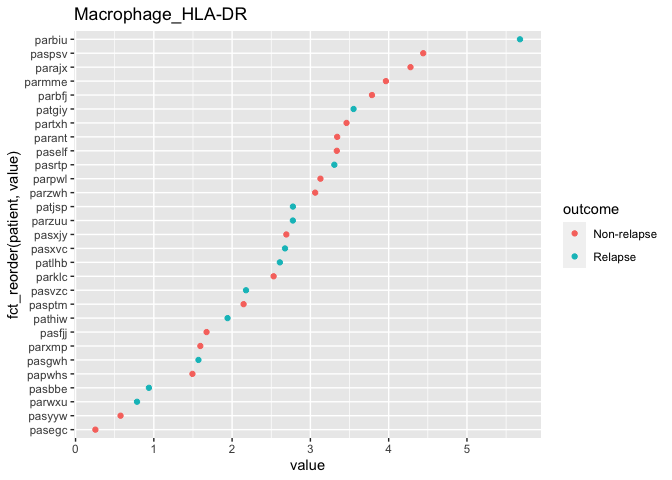 Macrophage_HLA-DR
fct_reorder(patient, value)
parbiu
paspsv
parajx
parmme
parbfj
patgiy
partxh
parant
paself
pasrtp
parpwl
parzwh
patjsp
parzuu
pasxjy
pasxvc
patlhb
parklc
pasvzc
pasptm
pathiw
pasfjj
parxmp
pasgwh
papwhs
pasbbe
parwxu
pasyyw
pasegc
0 1 2 3 4 5
value
outcome
Non-relapse
Relapse